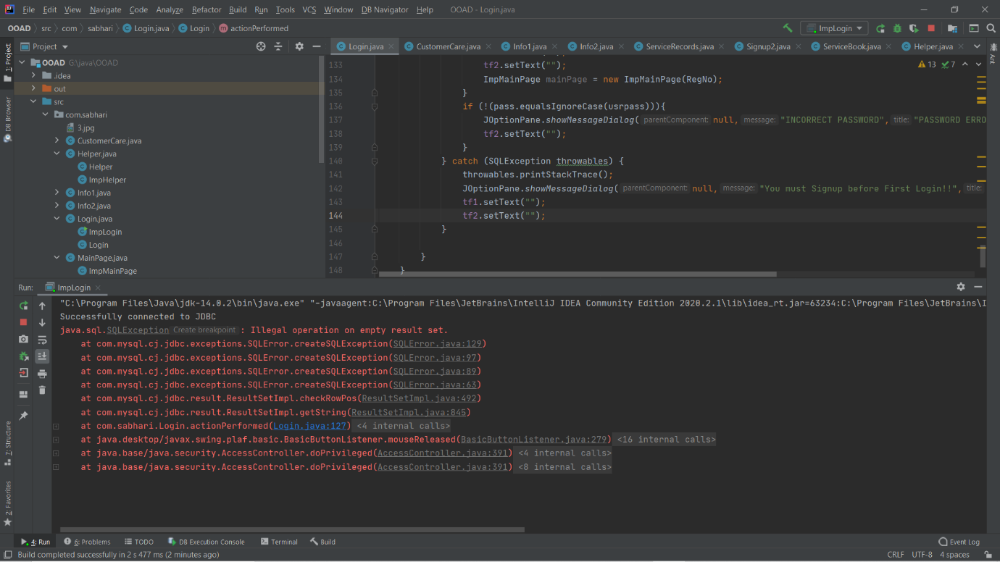 File Edit View Navigate Code Analyze Refactor Build Run Tools VCS Window DB Navigator Help OOAD - Login.java
OOAD src com sabhari Login.java Login actionPerformed ImpLogin
Project
Login.java CustomerCare.java Info1.java Info2.java ServiceRecords.java Signup2.java ServiceBook.java Helper.java
1: Project
DB Browser
7: Structure
2: Favorites
Ant
OOAD G:\java\OOAD
.idea
out
src
com.sabhari
3.jpg
CustomerCare.java
Helper.java
Helper
ImpHelper
Info1.java
Info2.java
Login.java
ImpLogin
Login
MainPage.java
ImpMainPage
13 7
133 tf2.setText("");
134 ImpMainPage mainPage = new ImpMainPage(RegNo);
135 }
136 if (!(pass.equalsIgnoreCase(usrpass))){
137 JOptionPane.showMessageDialog( parentComponent: null, message: "INCORRECT PASSWORD", title: "PASSWORD ERRO
138 tf2.setText("");
139 }
140 } catch (SQLException throwables) {
141 throwables.printStackTrace();
142 JOptionPane.showMessageDialog( parentComponent: null, message: "You must Signup before First Login!!", title:
143 tf1.setText("");
144 tf2.setText("");
145 }
146
147 }
148 }
Run: ImpLogin
"C:\Program Files\Java\jdk-14.0.2\bin\java.exe" "-javaagent:C:\Program Files\JetBrains\IntelliJ IDEA Community Edition 2020.2.1\lib\idea_rt.jar=63234:C:\Program Files\JetBrains\I
Successfully connected to JDBC
java.sql.SQLException Create breakpoint : Illegal operation on empty result set.
at com.mysql.cj.jdbc.exceptions.SQLError.createSQLException(SQLError.java:129)
at com.mysql.cj.jdbc.exceptions.SQLError.createSQLException(SQLError.java:97)
at com.mysql.cj.jdbc.exceptions.SQLError.createSQLException(SQLError.java:89)
at com.mysql.cj.jdbc.exceptions.SQLError.createSQLException(SQLError.java:63)
at com.mysql.cj.jdbc.result.ResultSetImpl.checkRowPos(ResultSetImpl.java:492)
at com.mysql.cj.jdbc.result.ResultSetImpl.getString(ResultSetImpl.java:845)
at com.sabhari.Login.actionPerformed(Login.java:127) <4 internal calls>
at java.desktop/javax.swing.plaf.basic.BasicButtonListener.mouseReleased(BasicButtonListener.java:279) <16 internal calls>
at java.base/java.security.AccessController.doPrivileged(AccessController.java:391) <4 internal calls>
at java.base/java.security.AccessController.doPrivileged(AccessController.java:391) <8 internal calls>
4: Run 6: Problems TODO DB Execution Console Terminal Build Event Log
Build completed successfully in 2 s 477 ms (2 minutes ago) CRLF UTF-8 4 spaces